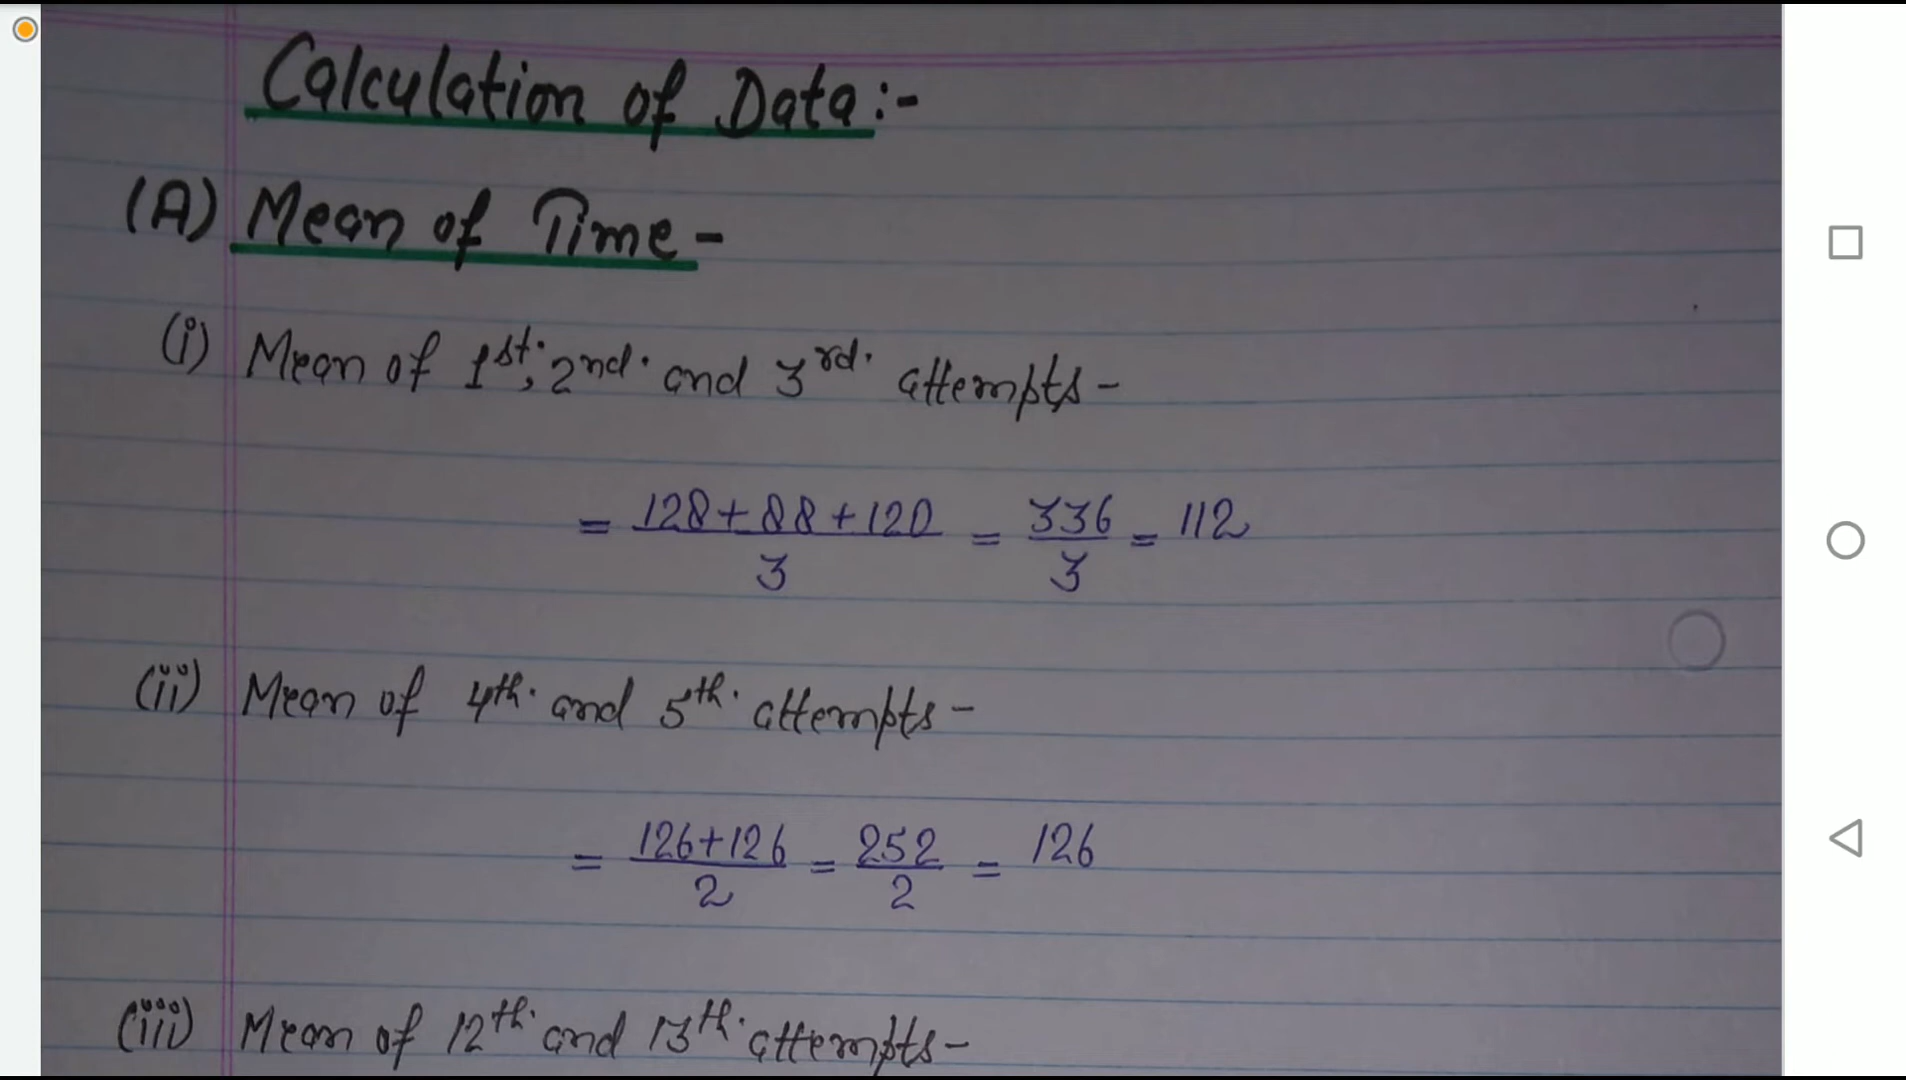 Calculation of Data:-
(A) Mean of Time -
(i) Mean of 1st., 2nd. and 3rd. attempts -
= 128+88+120 / 3 = 336 / 3 = 112
(ii) Mean of 4th. and 5th. attempts -
= 126+126 / 2 = 252 / 2 = 126
(iii) Mean of 12th. and 13th. attempts -